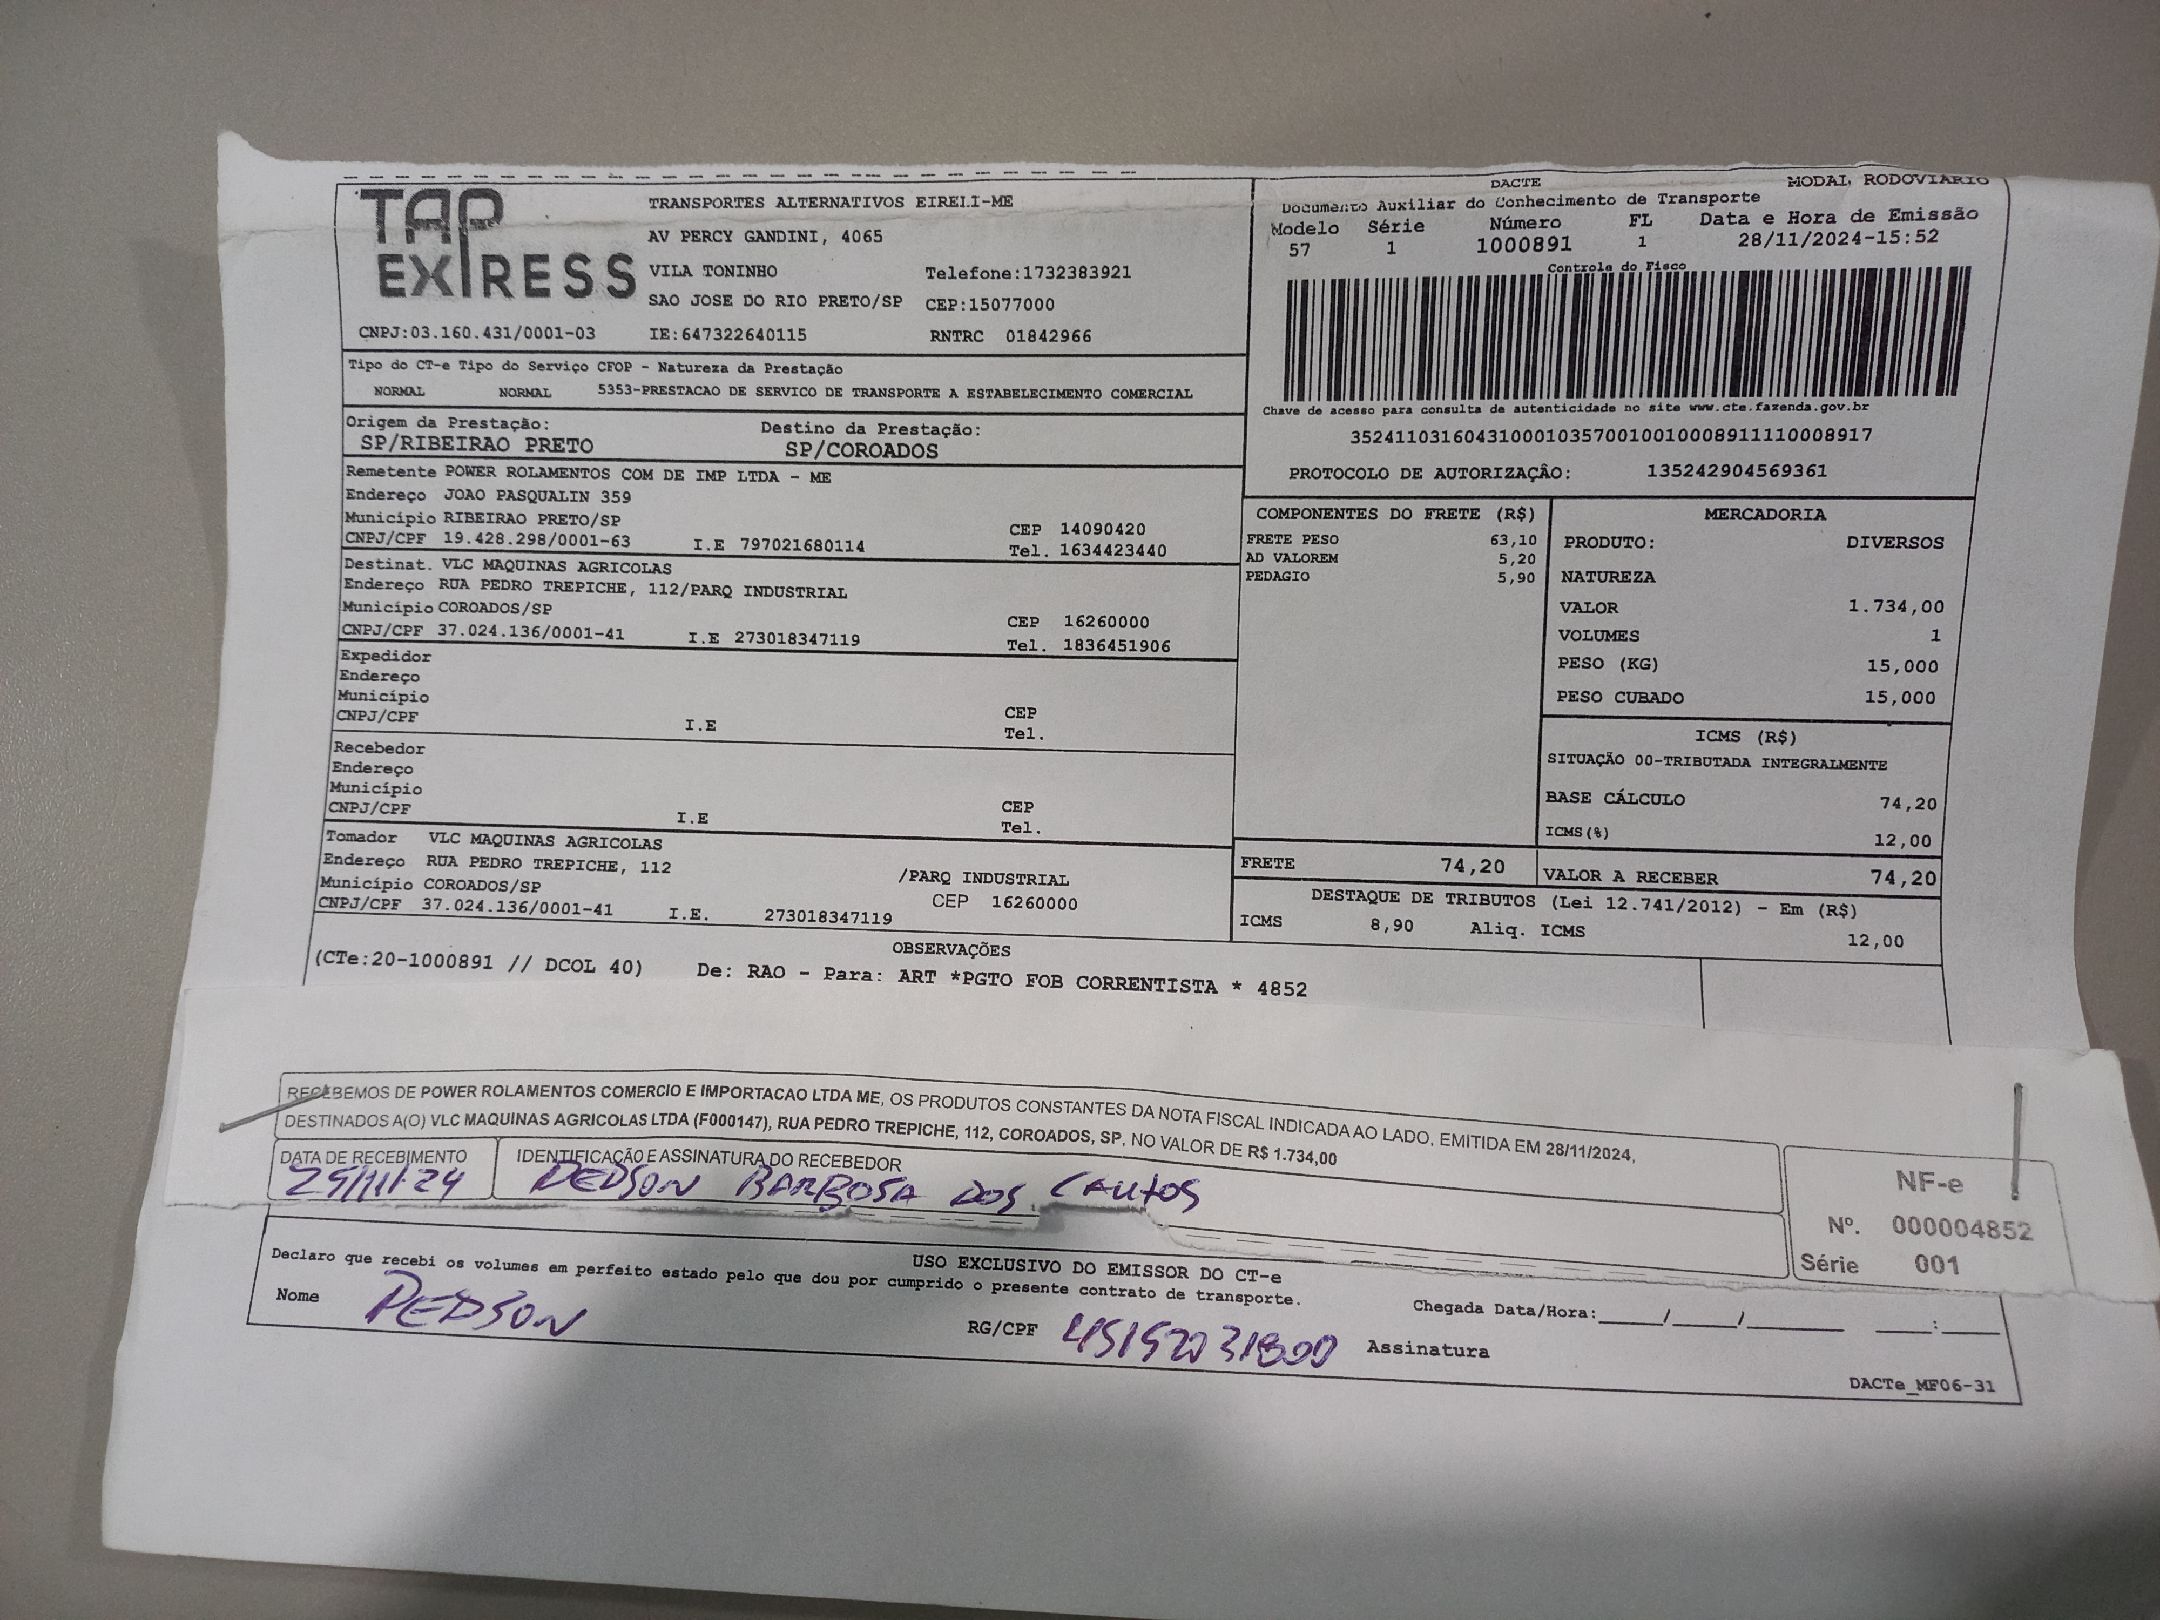 TAP EXPRESS
TRANSPORTES ALTERNATIVOS EIRELI-ME
AV PERCY GANDINI, 4065
VILA TONINHO Telefone:1732383921
SAO JOSE DO RIO PRETO/SP CEP:15077000
CNPJ:03.160.431/0001-03 IE:647322640115 RNTRC 01842966
DACTE MODAL RODOVIARIO
Documento Auxiliar do Conhecimento de Transporte
Modelo Série Número FL Data e Hora de Emissão
57 1 1000891 1 28/11/2024-15:52
Controle do Fisco
Chave de acesso para consulta de autenticidade no site www.cte.fazenda.gov.br
35241103160431000103570010010008911110008917
PROTOCOLO DE AUTORIZAÇÃO: 135242904569361
Tipo do CT-e Tipo do Serviço CFOP - Natureza da Prestação
NORMAL NORMAL 5353-PRESTACAO DE SERVICO DE TRANSPORTE A ESTABELECIMENTO COMERCIAL
Origem da Prestação: Destino da Prestação:
SP/RIBEIRAO PRETO SP/COROADOS
Remetente POWER ROLAMENTOS COM DE IMP LTDA - ME
Endereço JOAO PASQUALIN 359
Município RIBEIRAO PRETO/SP CEP 14090420
CNPJ/CPF 19.428.298/0001-63 I.E 797021680114 Tel. 1634423440
Destinat. VLC MAQUINAS AGRICOLAS
Endereço RUA PEDRO TREPICHE, 112/PARQ INDUSTRIAL
Município COROADOS/SP CEP 16260000
CNPJ/CPF 37.024.136/0001-41 I.E 273018347119 Tel. 1836451906
Expedidor
Endereço
Município CEP
CNPJ/CPF I.E Tel.
Recebedor
Endereço
Município CEP
CNPJ/CPF I.E Tel.
Tomador VLC MAQUINAS AGRICOLAS
Endereço RUA PEDRO TREPICHE, 112 /PARQ INDUSTRIAL
Município COROADOS/SP CEP 16260000
CNPJ/CPF 37.024.136/0001-41 I.E. 273018347119
COMPONENTES DO FRETE (R$)
FRETE PESO 63,10
AD VALOREM 5,20
PEDAGIO 5,90
MERCADORIA
PRODUTO: DIVERSOS
NATUREZA
VALOR 1.734,00
VOLUMES 1
PESO (KG) 15,000
PESO CUBADO 15,000
ICMS (R$)
SITUAÇÃO 00-TRIBUTADA INTEGRALMENTE
BASE CÁLCULO 74,20
ICMS(%) 12,00
FRETE 74,20 VALOR A RECEBER 74,20
DESTAQUE DE TRIBUTOS (Lei 12.741/2012) - Em (R$)
ICMS 8,90 Aliq. ICMS 12,00
OBSERVAÇÕES
(CTe:20-1000891 // DCOL 40) De: RAO - Para: ART *PGTO FOB CORRENTISTA * 4852
RECEBEMOS DE POWER ROLAMENTOS COMERCIO E IMPORTACAO LTDA ME, OS PRODUTOS CONSTANTES DA NOTA FISCAL INDICADA AO LADO, EMITIDA EM 28/11/2024,
DESTINADOS A(O) VLC MAQUINAS AGRICOLAS LTDA (F000147), RUA PEDRO TREPICHE, 112, COROADOS, SP, NO VALOR DE R$ 1.734,00
DATA DE RECEBIMENTO IDENTIFICAÇÃO E ASSINATURA DO RECEBEDOR
BARBOSA DOS
NF-e
Nº. 000004852
Série 001
USO EXCLUSIVO DO EMISSOR DO CT-e
Declaro que recebi os volumes em perfeito estado pelo que dou por cumprido o presente contrato de transporte.
Nome RG/CPF 45192031800 Assinatura
Chegada Data/Hora:_____/_____/________ _____:_____
DACTe_MF06-31